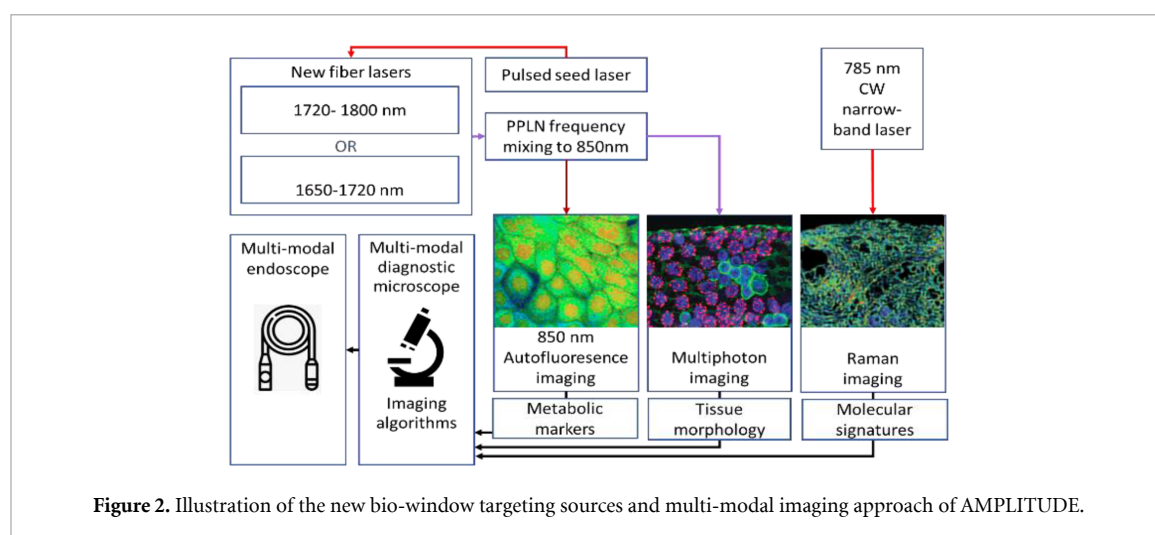 New fiber lasers
1720- 1800 nm
OR
1650-1720 nm
Pulsed seed laser
PPLN frequency
mixing to 850nm
785 nm
CW
narrow-
band laser
Multi-modal
endoscope
Multi-modal
diagnostic
microscope
Imaging
algorithms
850 nm
Autofluoresence
imaging
Multiphoton
imaging
Raman
imaging
Metabolic
markers
Tissue
morphology
Molecular
signatures
Figure 2. Illustration of the new bio-window targeting sources and multi-modal imaging approach of AMPLITUDE.